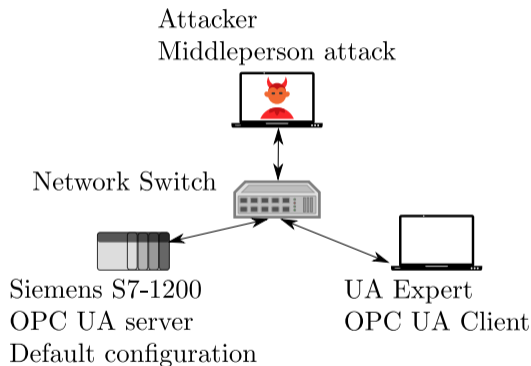 Attacker
Middleperson attack
Network Switch
Siemens S7-1200
OPC UA server
Default configuration
UA Expert
OPC UA Client